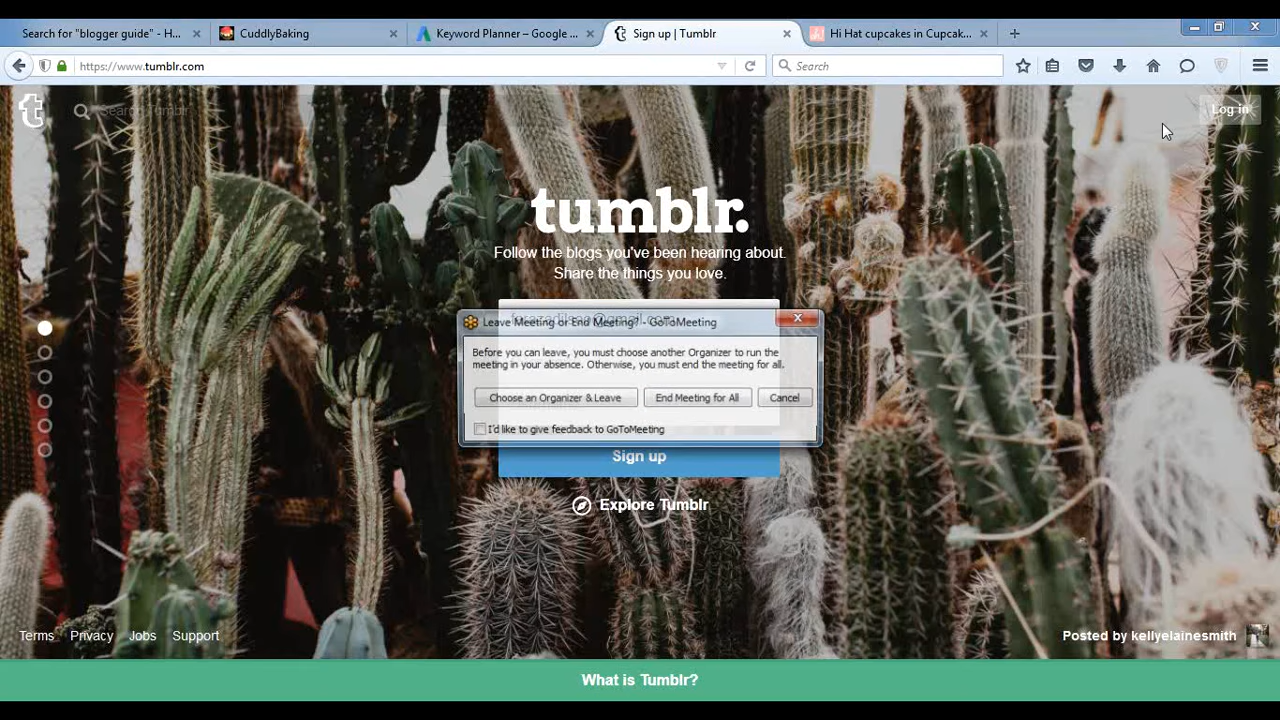 Search for "blogger guide" - H...
CuddlyBaking
Keyword Planner – Google ...
Sign up | Tumblr
Hi Hat cupcakes in Cupcak...
https://www.tumblr.com
Search
Search Tumblr
Log in
tumblr.
Follow the blogs you've been hearing about.
Share the things you love.
Leave Meeting or End Meeting? - GoToMeeting
Before you can leave, you must choose another Organizer to run the
meeting in your absence. Otherwise, you must end the meeting for all.
Choose an Organizer & Leave
End Meeting for All
Cancel
I'd like to give feedback to GoToMeeting
Sign up
Explore Tumblr
Terms
Privacy
Jobs
Support
Posted by kellyelainesmith
What is Tumblr?